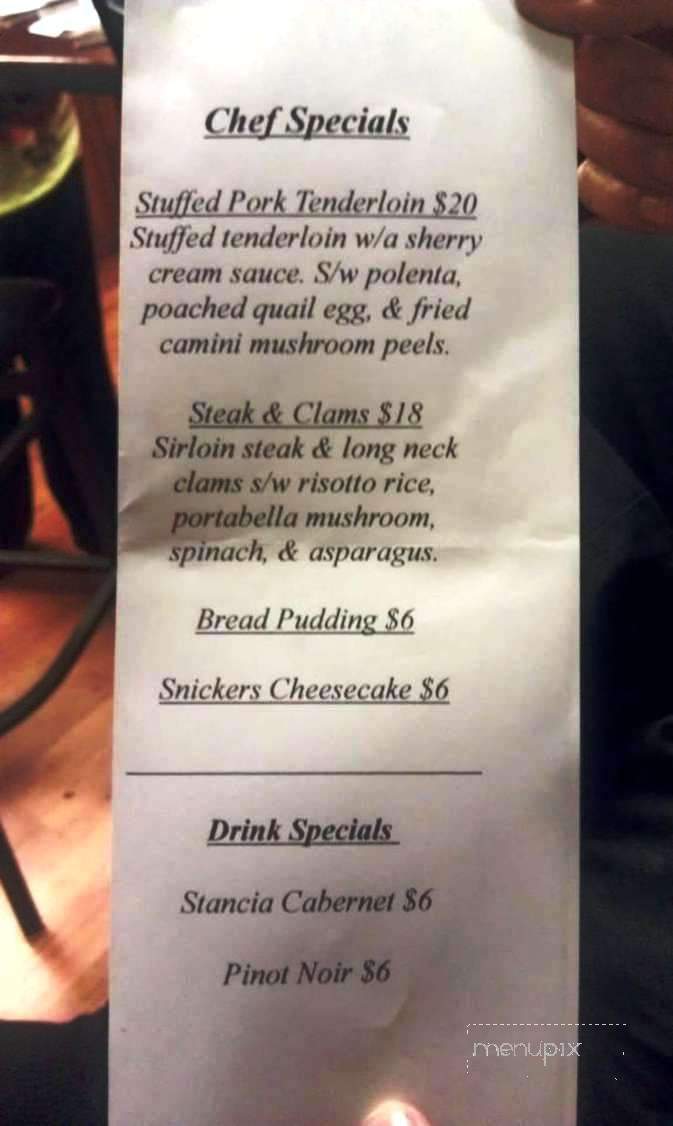 Chef Specials
Stuffed Pork Tenderloin $20
Stuffed tenderloin w/a sherry
cream sauce. S/w polenta,
poached quail egg, & fried
camini mushroom peels.
Steak & Clams $18
Sirloin steak & long neck
clams s/w risotto rice,
portabella mushroom,
spinach, & asparagus.
Bread Pudding $6
Snickers Cheesecake $6
Drink Specials
Stancia Cabernet $6
Pinot Noir $6
menupix